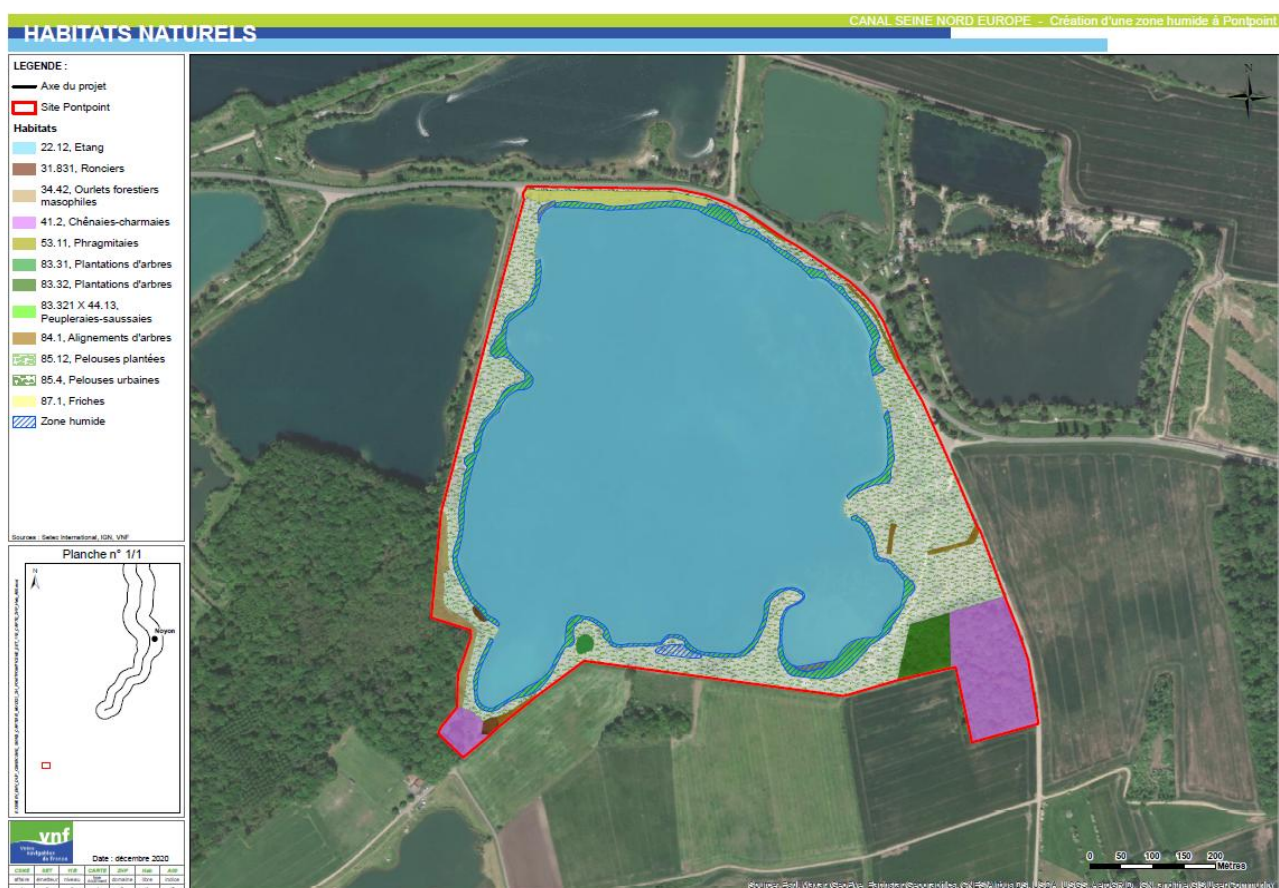 CANAL SEINE NORD EUROPE - Création d'une zone humide à Pontpoint
HABITATS NATURELS
LEGENDE :
Axe du projet
Site Pontpoint
Habitats
22.12, Etang
31.831, Ronciers
34.42, Ourlets forestiers
masophiles
41.2, Chênaies-charmaies
53.11, Phragmitaies
83.31, Plantations d'arbres
83.32, Plantations d'arbres
83.321 X 44.13,
Peupleraies-saussaies
84.1, Alignements d'arbres
85.12, Pelouses plantées
85.4, Pelouses urbaines
87.1, Friches
Zone humide
Sources : Setec International, IGN, VNF
Planche n° 1/1
N
Noyon
vnf
Voies
navigables
de France
Date : décembre 2020
N
0 50 100 150 200
Mètres